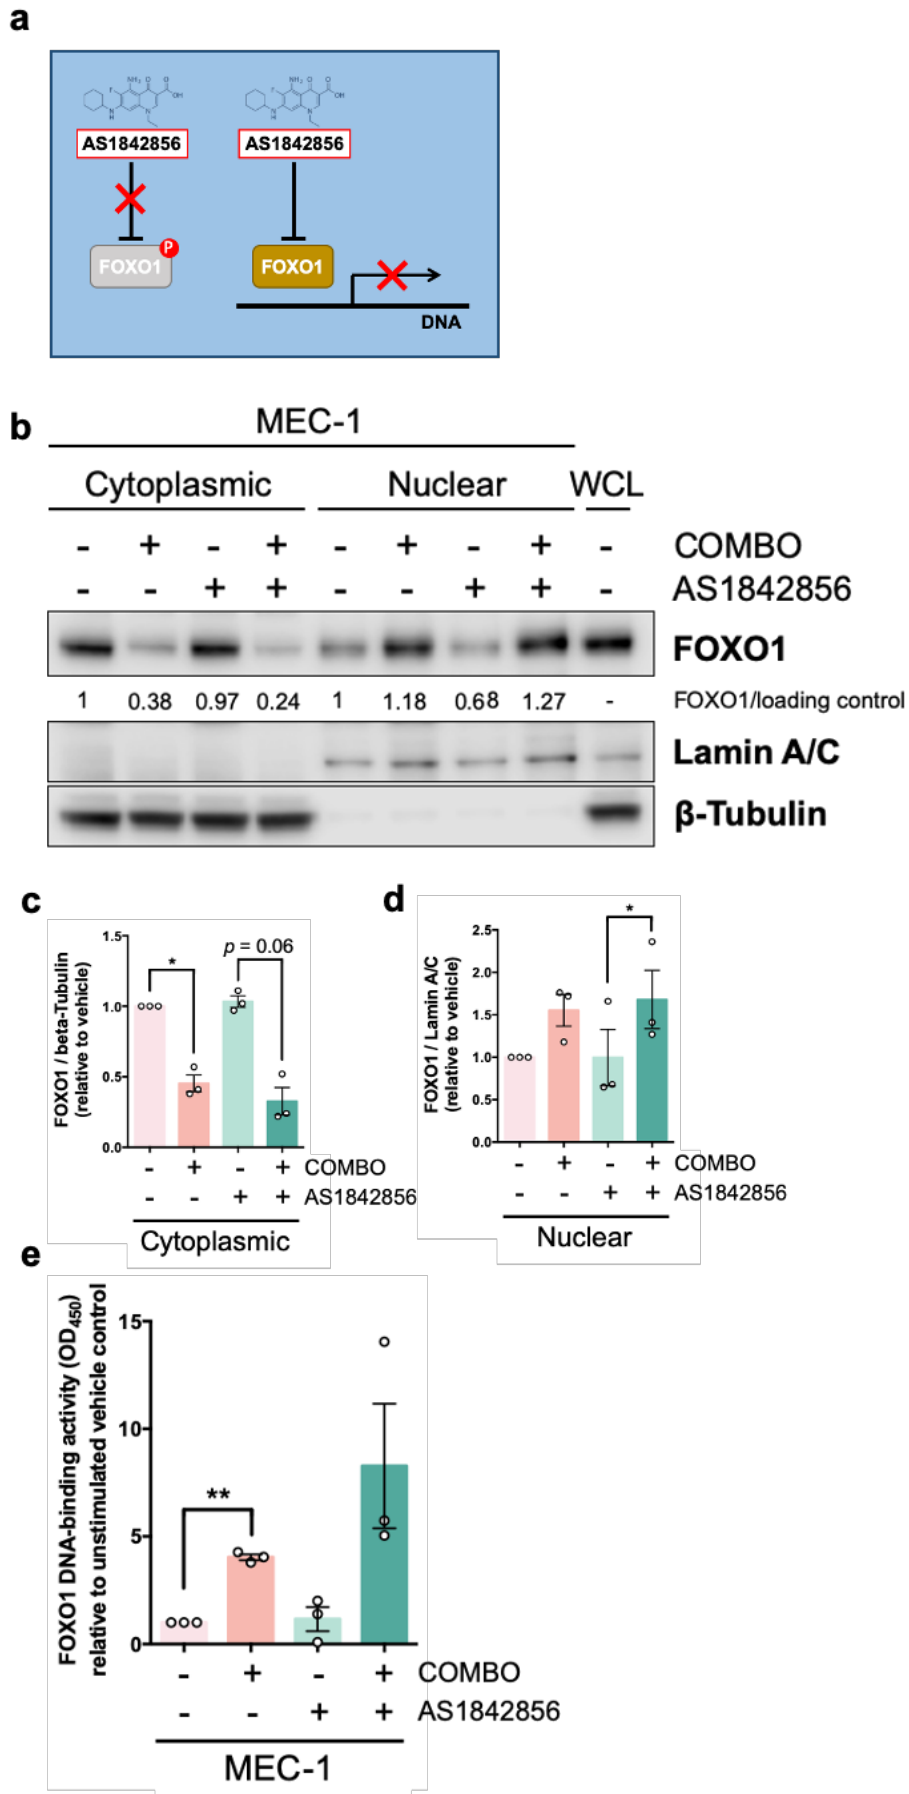 a
NH₂ O O
F OH
N H N
NH₂ O O
F OH
N H N
AS1842856 AS1842856
P
FOXO1 FOXO1
DNA
b
MEC-1
Cytoplasmic Nuclear WCL
- + - + - + - + - COMBO
- - + + - - + + - AS1842856
FOXO1
1 0.38 0.97 0.24 1 1.18 0.68 1.27 - FOXO1/loading control
Lamin A/C
β-Tubulin
c
FOXO1 / beta-Tubulin
(relative to vehicle)
1.5
1.0
0.5
0.0
*
p = 0.06
- + - + COMBO
- - + + AS1842856
Cytoplasmic
d
FOXO1 / Lamin A/C
(relative to vehicle)
2.5
2.0
1.5
1.0
0.5
0.0
*
- + - + COMBO
- - + + AS1842856
Nuclear
e
FOXO1 DNA-binding activity (OD₄₅₀)
relative to unstimulated vehicle control
15
10
5
0
**
- + - + COMBO
- - + + AS1842856
MEC-1